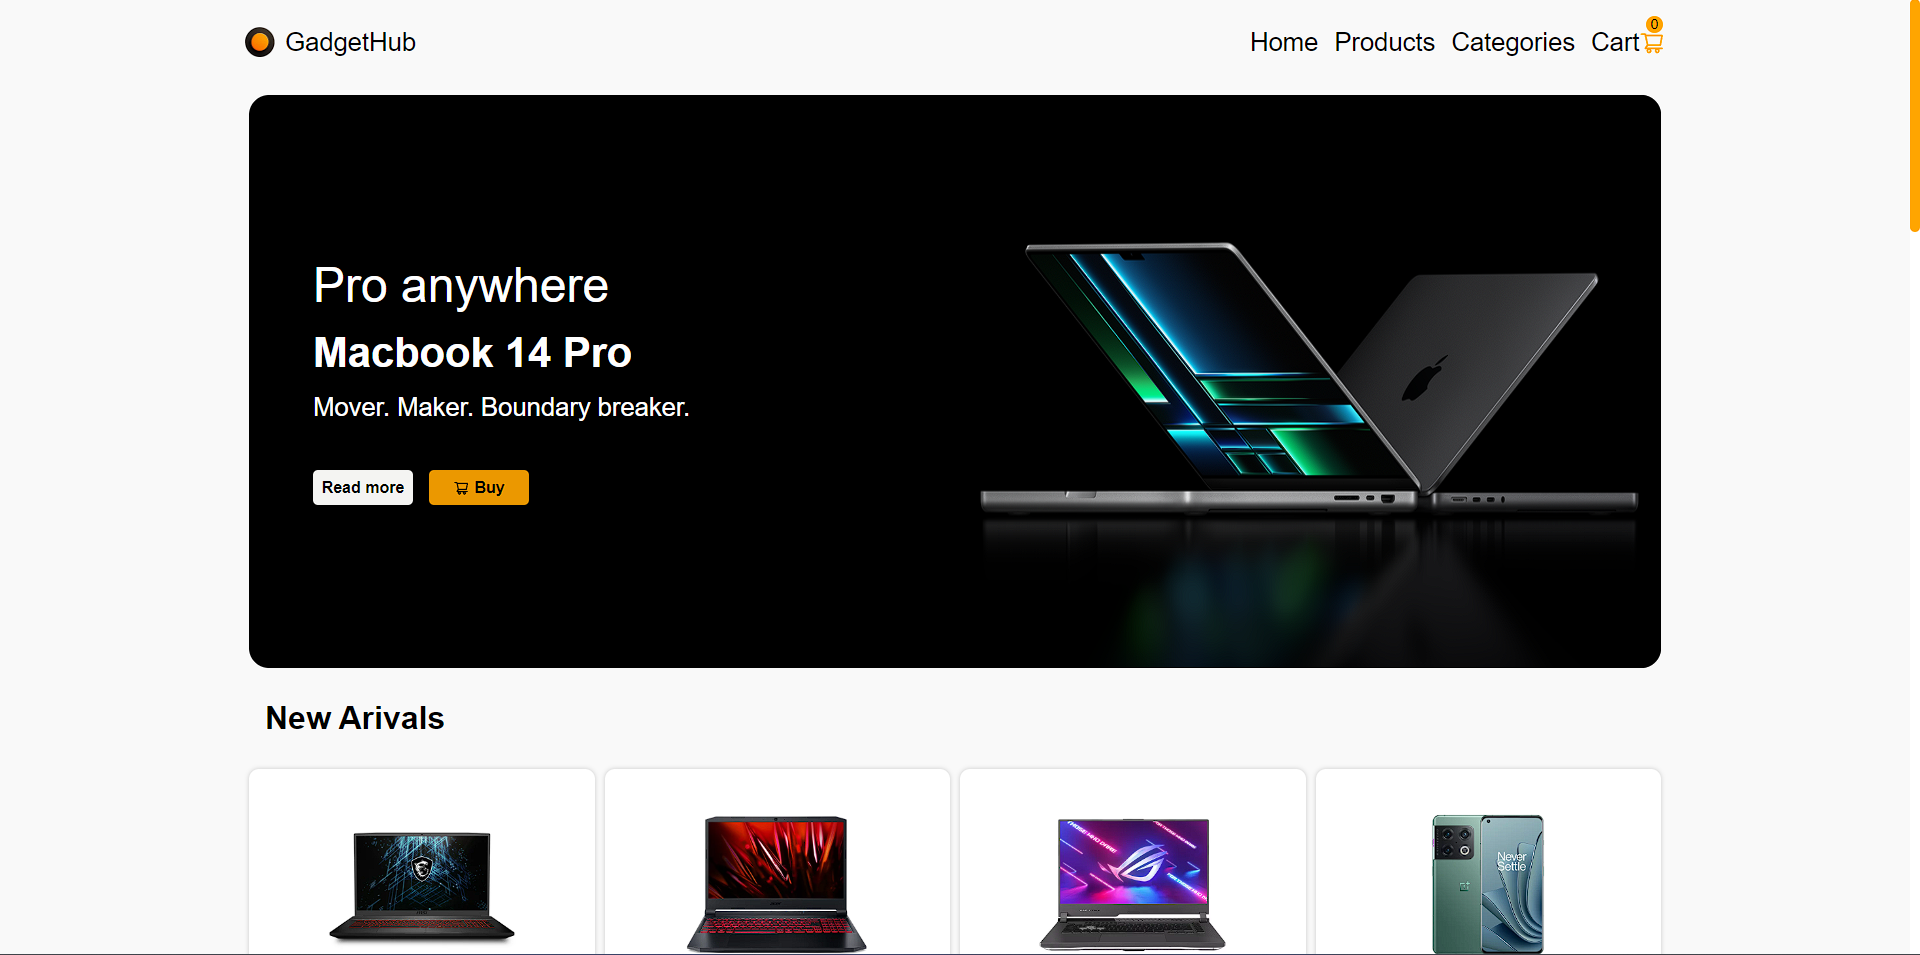 GadgetHub
Home Products Categories Cart 0
Pro anywhere
Macbook 14 Pro
Mover. Maker. Boundary breaker.
Read more Buy
New Arivals
Never
Settle